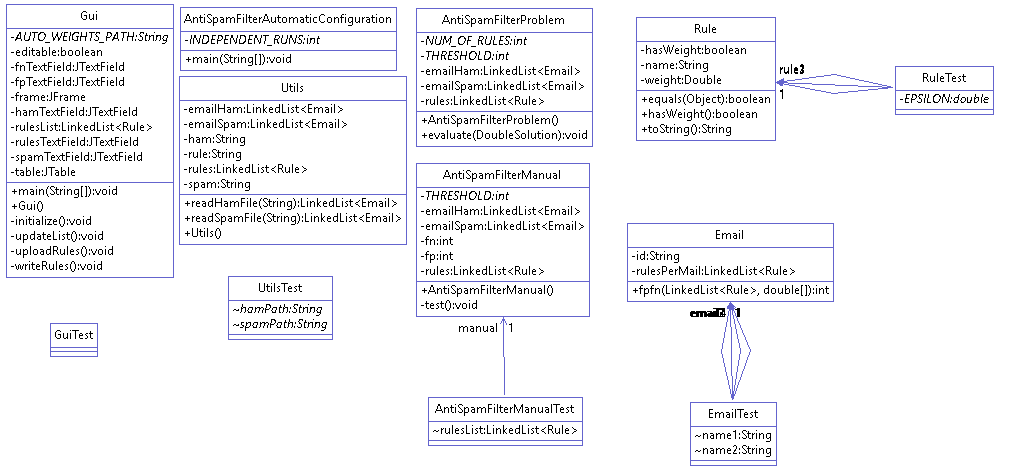 Gui
-AUTO_WEIGHTS_PATH:String
-editable:boolean
-fnTextField:JTextField
-fpTextField:JTextField
-frame:JFrame
-hamTextField:JTextField
-rulesList:LinkedList<Rule>
-rulesTextField:JTextField
-spamTextField:JTextField
-table:JTable
+main(String[]):void
+Gui()
-initialize():void
-updateList():void
-uploadRules():void
-writeRules():void
AntiSpamFilterAutomaticConfiguration
-INDEPENDENT_RUNS:int
+main(String[]):void
Utils
-emailHam:LinkedList<Email>
-emailSpam:LinkedList<Email>
-ham:String
-rule:String
-rules:LinkedList<Rule>
-spam:String
+readHamFile(String):LinkedList<Email>
+readSpamFile(String):LinkedList<Email>
+Utils()
AntiSpamFilterProblem
-NUM_OF_RULES:int
-THRESHOLD:int
-emailHam:LinkedList<Email>
-emailSpam:LinkedList<Email>
-rules:LinkedList<Rule>
+AntiSpamFilterProblem()
+evaluate(DoubleSolution):void
Rule
-hasWeight:boolean
-name:String
-weight:Double
+equals(Object):boolean
+hasWeight():boolean
+toString():String
1
RuleTest
-EPSILON:double
AntiSpamFilterManual
-THRESHOLD:int
-emailHam:LinkedList<Email>
-emailSpam:LinkedList<Email>
-fn:int
-fp:int
-rules:LinkedList<Rule>
+AntiSpamFilterManual()
-test():void
manual 1
Email
-id:String
-rulesPerMail:LinkedList<Rule>
+fpfn(LinkedList<Rule>, double[]):int
1
UtilsTest
~hamPath:String
~spamPath:String
GuiTest
AntiSpamFilterManualTest
~rulesList:LinkedList<Rule>
EmailTest
~name1:String
~name2:String